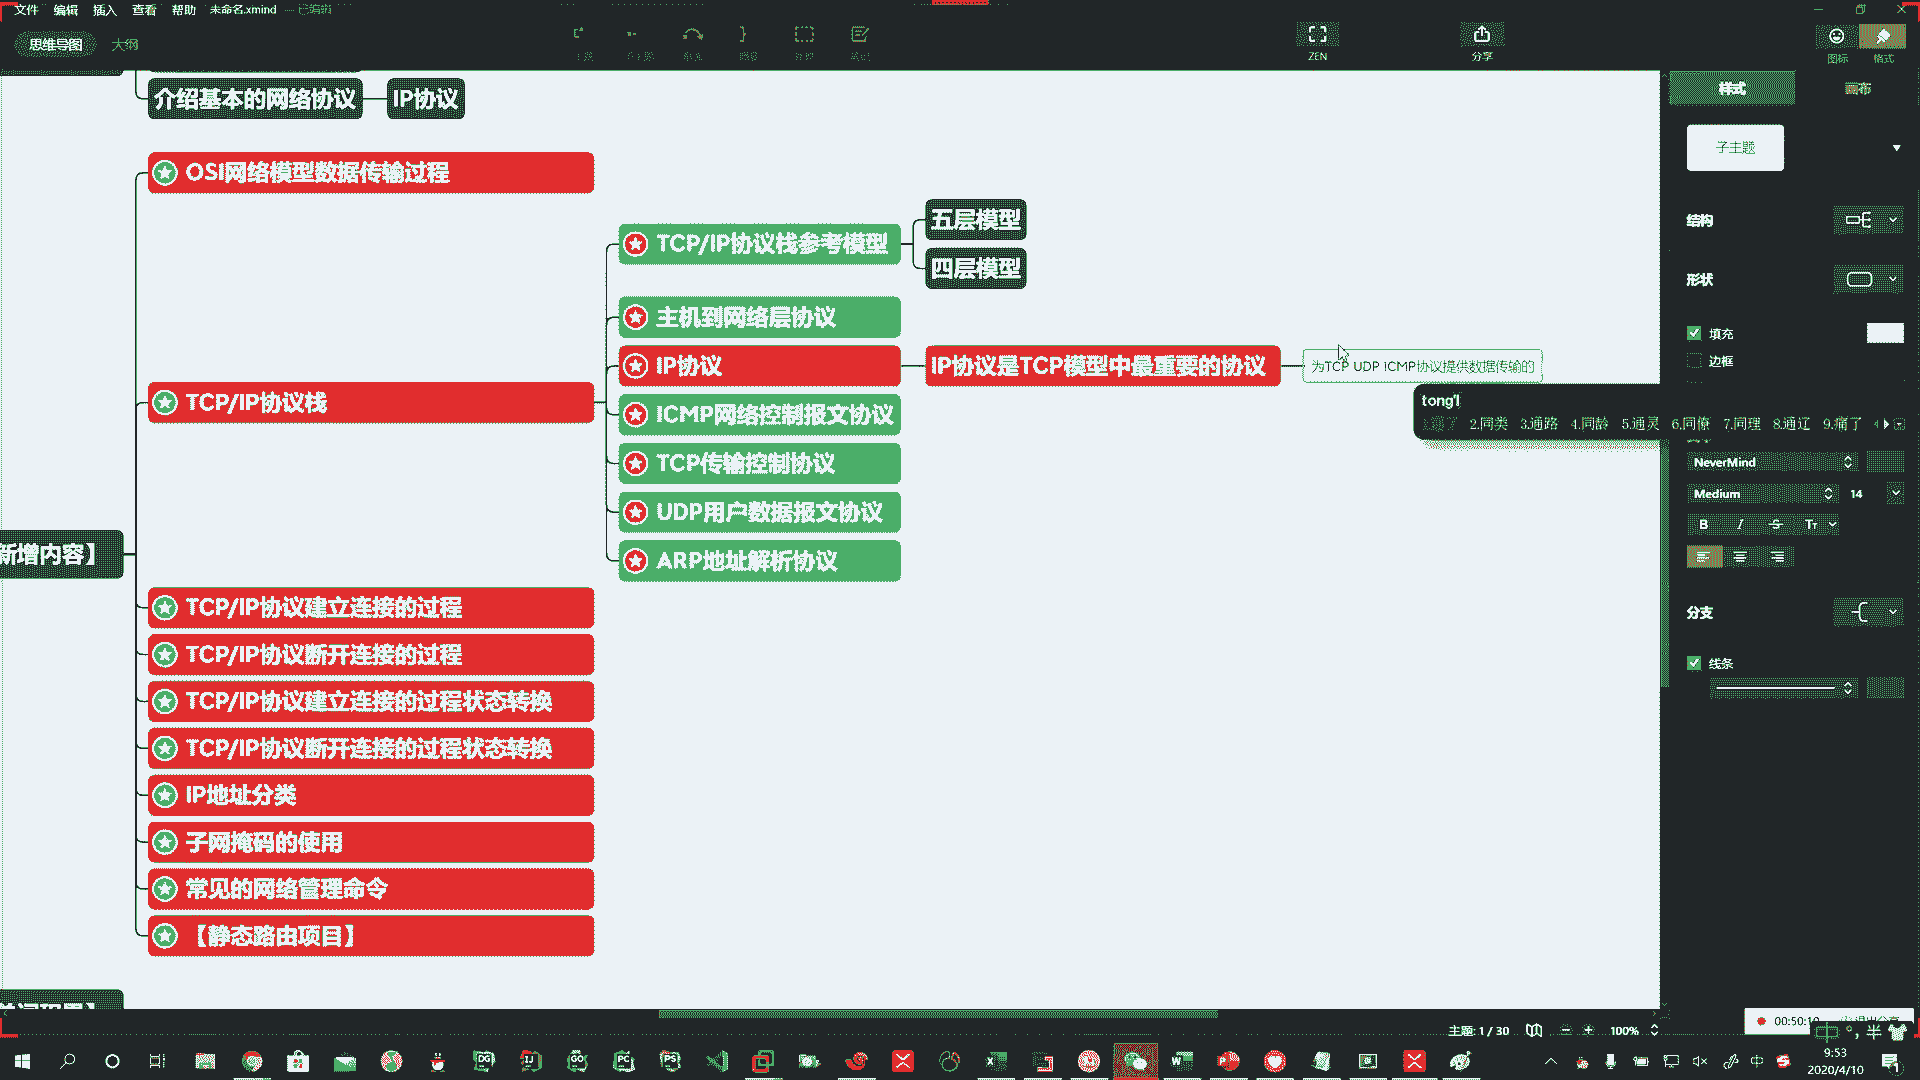 文件 编辑 插入 查看 帮助 未命名.xmind — 已编辑
思维导图 大纲
ZEN
分享
图标 格式
样式 画布
子主题
结构
形状
填充
边框
NeverMind
Medium 14
B I S Tт
分支
线条
介绍基本的网络协议 IP协议
OSI网络模型数据传输过程
五层模型
TCP/IP协议栈参考模型
四层模型
主机到网络层协议
IP协议 IP协议是TCP模型中最重要的协议 为TCP UDP ICMP协议提供数据传输的
tong'l
2.同类 3.通路 4.同龄 5.通灵 6.同僚 7.同理 8.通辽 9.痛了
TCP/IP协议栈
ICMP网络控制报文协议
TCP传输控制协议
UDP用户数据报文协议
ARP地址解析协议
新增内容】
TCP/IP协议建立连接的过程
TCP/IP协议断开连接的过程
TCP/IP协议建立连接的过程状态转换
TCP/IP协议断开连接的过程状态转换
IP地址分类
子网掩码的使用
常见的网络管理命令
【静态路由项目】
主题: 1 / 30 100%
中 半
9:53
2020/4/10